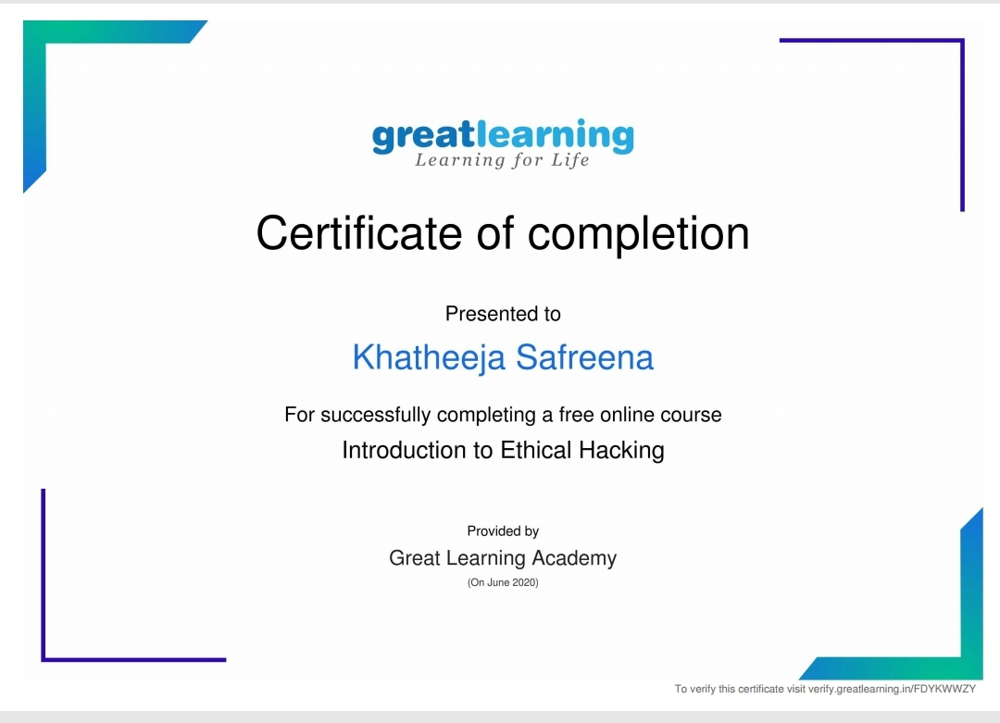 greatlearning
Learning for Life
Certificate of completion
Presented to
Khatheeja Safreena
For successfully completing a free online course
Introduction to Ethical Hacking
Provided by
Great Learning Academy
(On June 2020)
To verify this certificate visit verify.greatlearning.in/FDYKWWZY